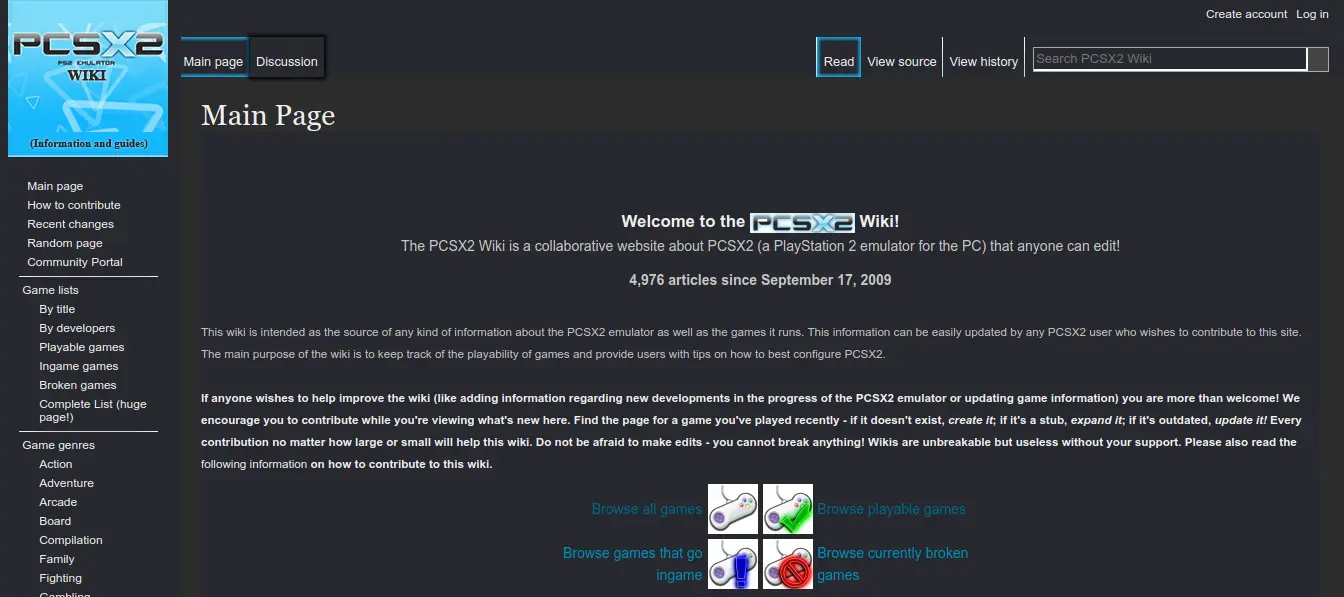 Create account Log in
PCSX2
PS2 EMULATOR
WIKI
(Information and guides)
Main page Discussion Read View source View history Search PCSX2 Wiki
Main Page
Main page
How to contribute
Recent changes
Random page
Community Portal
Game lists
By title
By developers
Playable games
Ingame games
Broken games
Complete List (huge
page!)
Game genres
Action
Adventure
Arcade
Board
Compilation
Family
Fighting
Gambling
Welcome to the PCSX2 Wiki!
The PCSX2 Wiki is a collaborative website about PCSX2 (a PlayStation 2 emulator for the PC) that anyone can edit!
4,976 articles since September 17, 2009
This wiki is intended as the source of any kind of information about the PCSX2 emulator as well as the games it runs. This information can be easily updated by any PCSX2 user who wishes to contribute to this site.
The main purpose of the wiki is to keep track of the playability of games and provide users with tips on how to best configure PCSX2.
If anyone wishes to help improve the wiki (like adding information regarding new developments in the progress of the PCSX2 emulator or updating game information) you are more than welcome! We
encourage you to contribute while you're viewing what's new here. Find the page for a game you've played recently - if it doesn't exist, create it; if it's a stub, expand it; if it's outdated, update it! Every
contribution no matter how large or small will help this wiki. Do not be afraid to make edits - you cannot break anything! Wikis are unbreakable but useless without your support. Please also read the
following information on how to contribute to this wiki.
Browse all games
Browse playable games
Browse games that go
ingame
Browse currently broken
games